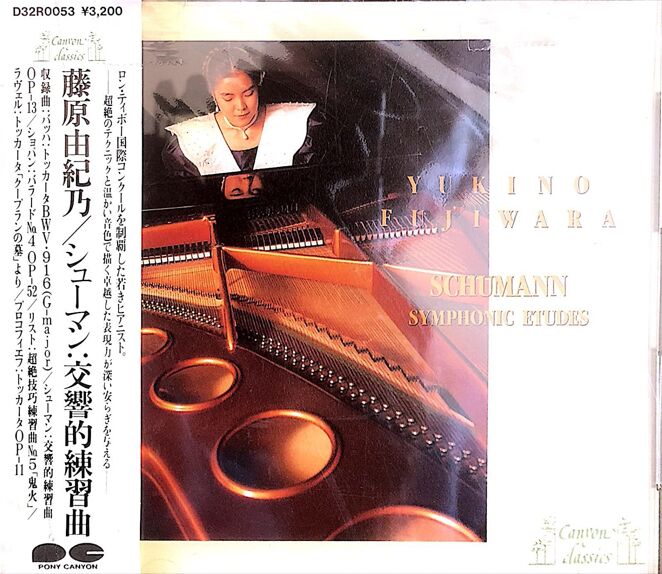 D32R0053 ¥3,200
Canyon classics
ロン・ティボー国際コンクールを制覇した若きピアニスト。
——超絶のテクニックと温かい音色で描く卓越した表現力が深い安らぎを与える——
藤原由紀乃/シューマン:交響的練習曲
収録曲:バッハ:トッカータBWV・916(G-major)/シューマン:交響的練習曲
OP-13/ショパン:バラードNo.4 OP-52/リスト:超絶技巧練習曲No.5「鬼火」/
ラヴェル:トッカータ「クープランの墓」より/プロコフィエフ:トッカータOP-11
PONY CANYON
YUKINO
FUJIWARA
SCHUMANN
SYMPHONIC ETUDES
Canyon
classics